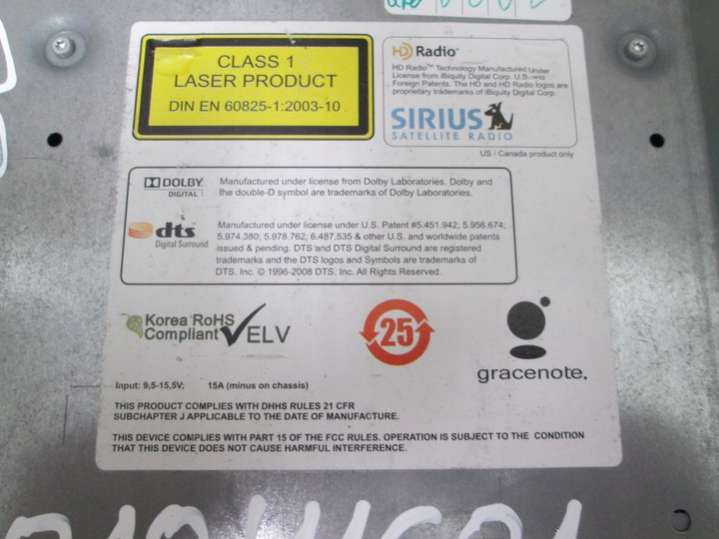 CLASS 1
LASER PRODUCT
DIN EN 60825-1:2003-10
HD Radio™
HD Radio™ Technology Manufactured Under
License from iBiquity Digital Corp. U.S. and
Foreign Patents. The HD and HD Radio logos are
proprietary trademarks of iBiquity Digital Corp.
SIRIUS
SATELLITE RADIO
US / Canada product only
DOLBY
DIGITAL
Manufactured under license from Dolby Laboratories. Dolby and
the double-D symbol are trademarks of Dolby Laboratories.
dts
Digital Surround
Manufactured under license under U.S. Patent #5.451.942; 5.956.674;
5.974.380; 5.978.762; 6.487.535 & other U.S. and worldwide patents
issued & pending. DTS and DTS Digital Surround are registered
trademarks and the DTS logos and Symbols are trademarks of
DTS. Inc. © 1996-2008 DTS. Inc. All Rights Reserved.
Korea RoHS
Compliant
ELV
25
gracenote.
Input: 9,5-15,5V; 15A (minus on chassis)
THIS PRODUCT COMPLIES WITH DHHS RULES 21 CFR
SUBCHAPTER J APPLICABLE TO THE DATE OF MANUFACTURE.
THIS DEVICE COMPLIES WITH PART 15 OF THE FCC RULES. OPERATION IS SUBJECT TO THE CONDITION
THAT THIS DEVICE DOES NOT CAUSE HARMFUL INTERFERENCE.